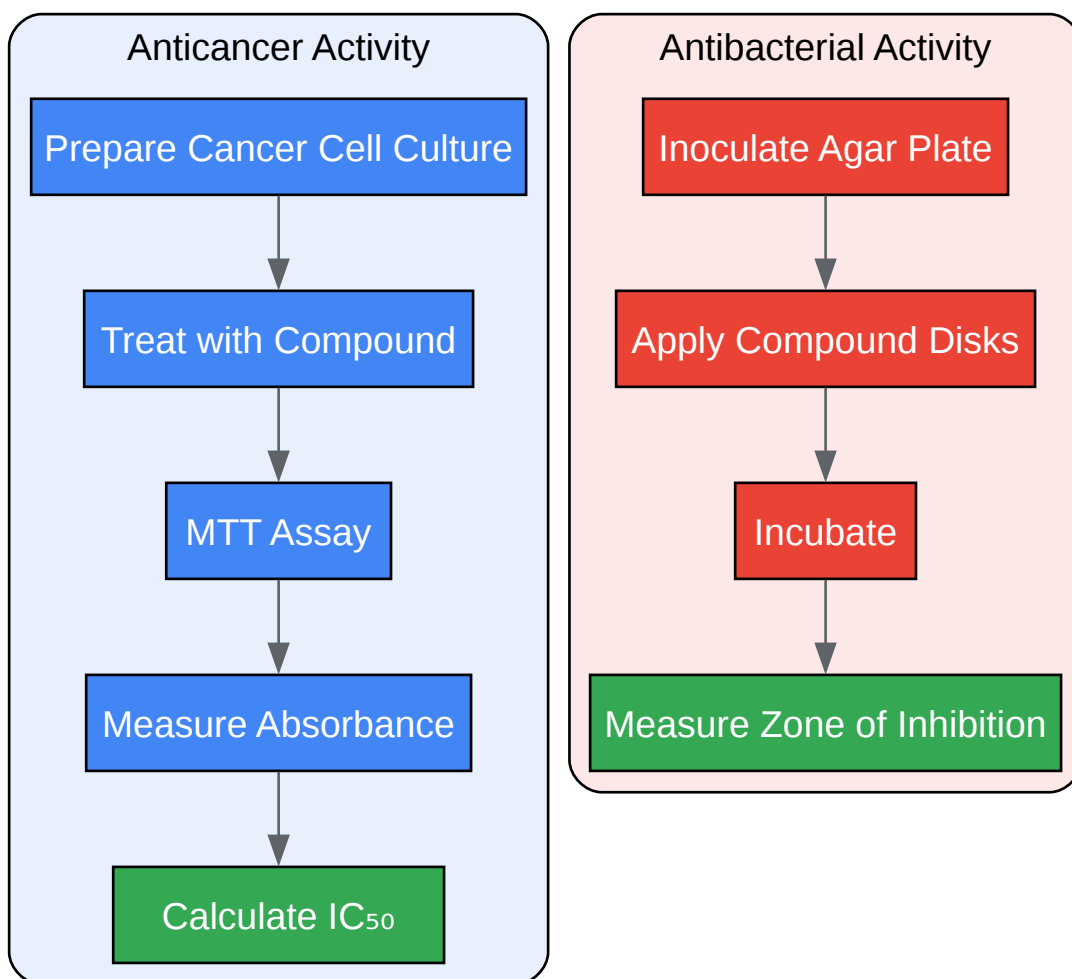 Anticancer Activity
Prepare Cancer Cell Culture
Treat with Compound
MTT Assay
Measure Absorbance
Calculate IC₅₀
Antibacterial Activity
Inoculate Agar Plate
Apply Compound Disks
Incubate
Measure Zone of Inhibition